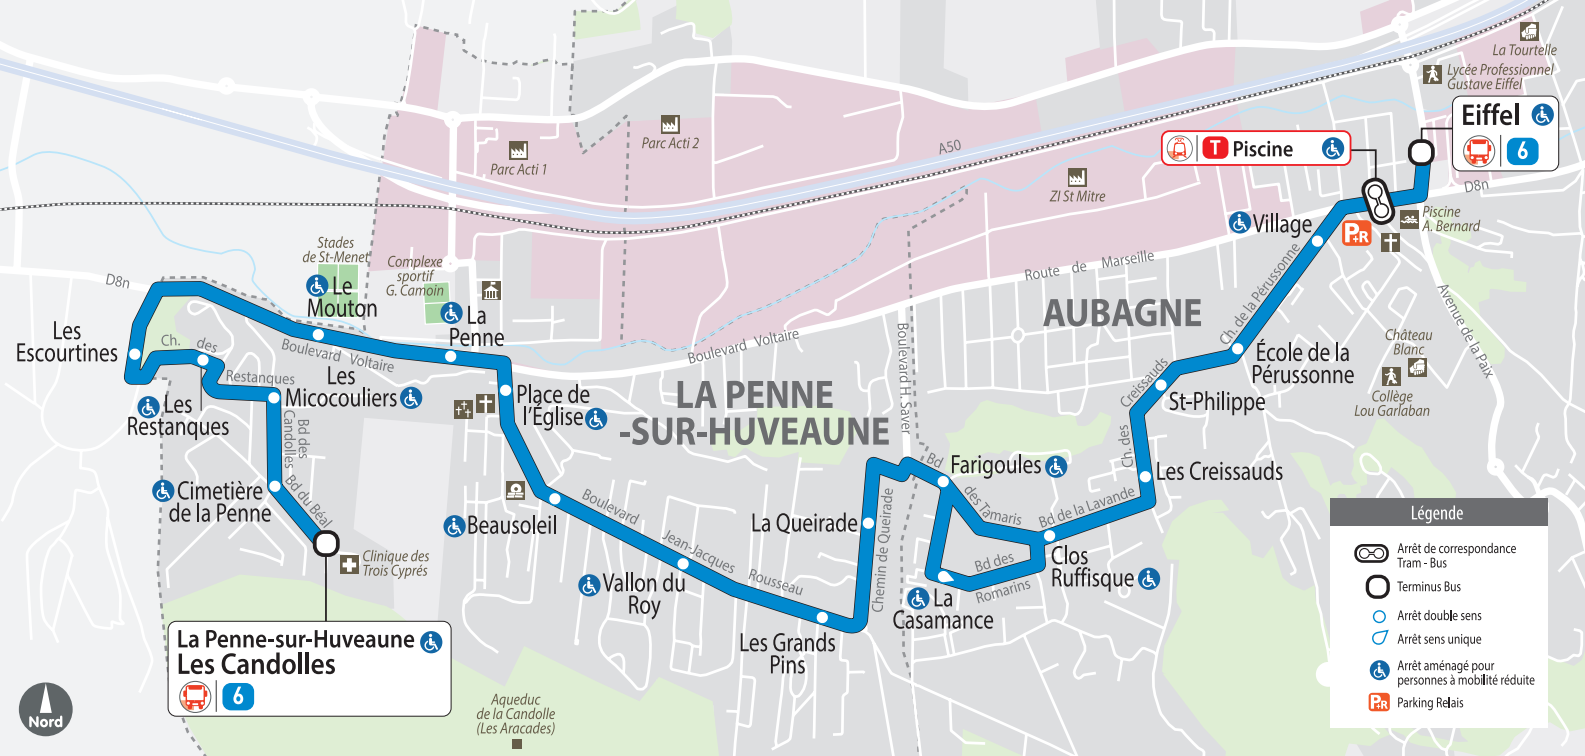 La Tourtelle
Lycée Professionnel
Gustave Eiffel
Eiffel
6
T Piscine
D8n
Piscine
A. Bernard
P+R
Parc Acti 1
Parc Acti 2
A50
ZI St Mitre
Village
Route de Marseille
AUBAGNE
Ch. de la Pérussonne
Avenue de la Paix
Château
Blanc
Collège
Lou Garlaban
École de la
Pérussonne
St-Philippe
Ch. des Creissauds
Les Creissauds
Stades
de St-Menet
Complexe
sportif
G. Camoin
D8n
Le
Mouton
La
Penne
Boulevard Voltaire
Boulevard Voltaire
Boulevard H. Saver
Les
Escourtines
Ch. des Restanques
Les
Restanques
Les
Micocouliers
Bd des
Candolles
Place de
l'Église
LA PENNE
-SUR-HUVEAUNE
Cimetière
de la Penne
Bd du Béal
Clinique des
Trois Cyprés
Beausoleil
Boulevard Jean-Jacques Rousseau
Vallon du
Roy
Les Grands
Pins
La Queirade
Chemin de Queirade
Farigoules
Bd des Tamaris
Bd de la Lavande
Bd des
Romarins
Clos
Ruffisque
La
Casamance
La Penne-sur-Huveaune
Les Candolles
6
Aqueduc
de la Candolle
(Les Aracades)
Nord
Légende
Arrêt de correspondance
Tram - Bus
Terminus Bus
Arrêt double sens
Arrêt sens unique
Arrêt aménagé pour
personnes à mobilité réduite
P+R Parking Relais